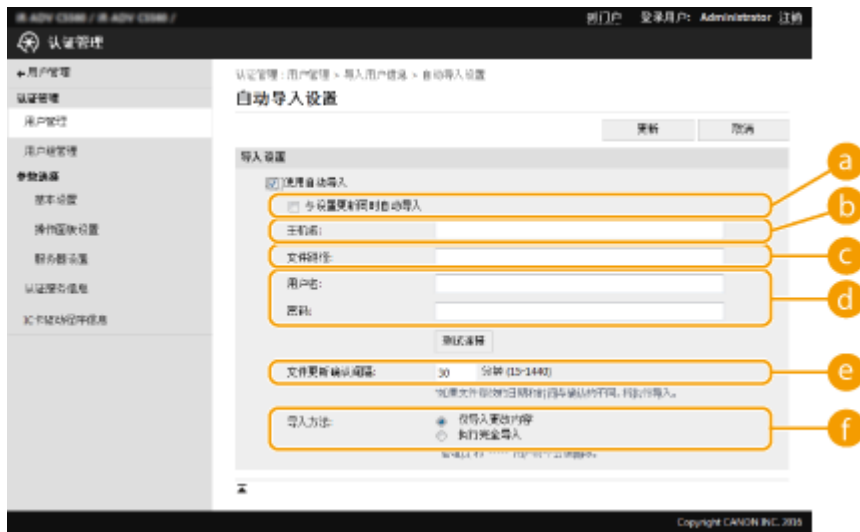 到门户 登录用户: Administrator 注销
认证管理
用户管理
认证管理 : 用户管理 > 导入用户信息 > 自动导入设置
自动导入设置
认证管理
用户管理
更新 取消
用户组管理
导入设置
参数选择
使用自动导入
a
基本设置
与设置更新同时自动导入
b
操作面板设置
主机名:
c
服务器设置
文件路径:
认证服务信息
用户名:
d
IC卡驱动程序信息
密码:
测试连接
文件更新确认间隔: 30 分钟 (15-1440)
e
导入方法: 仅导入更改内容
执行完全导入
f
Copyright CANON INC. 2016